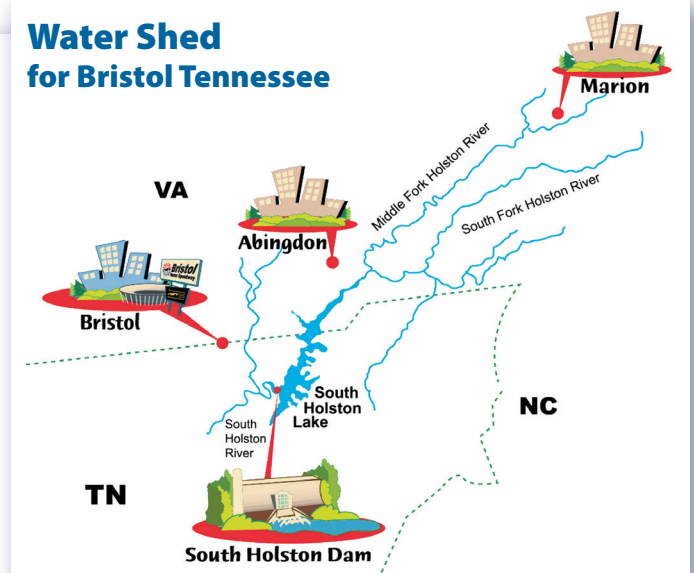 Water Shed
for Bristol Tennessee
Marion
Middle Fork Holston River
South Fork Holston River
VA
Abingdon
Bristol
Bristol
South
Holston
Lake
NC
South
Holston
River
TN
South Holston Dam